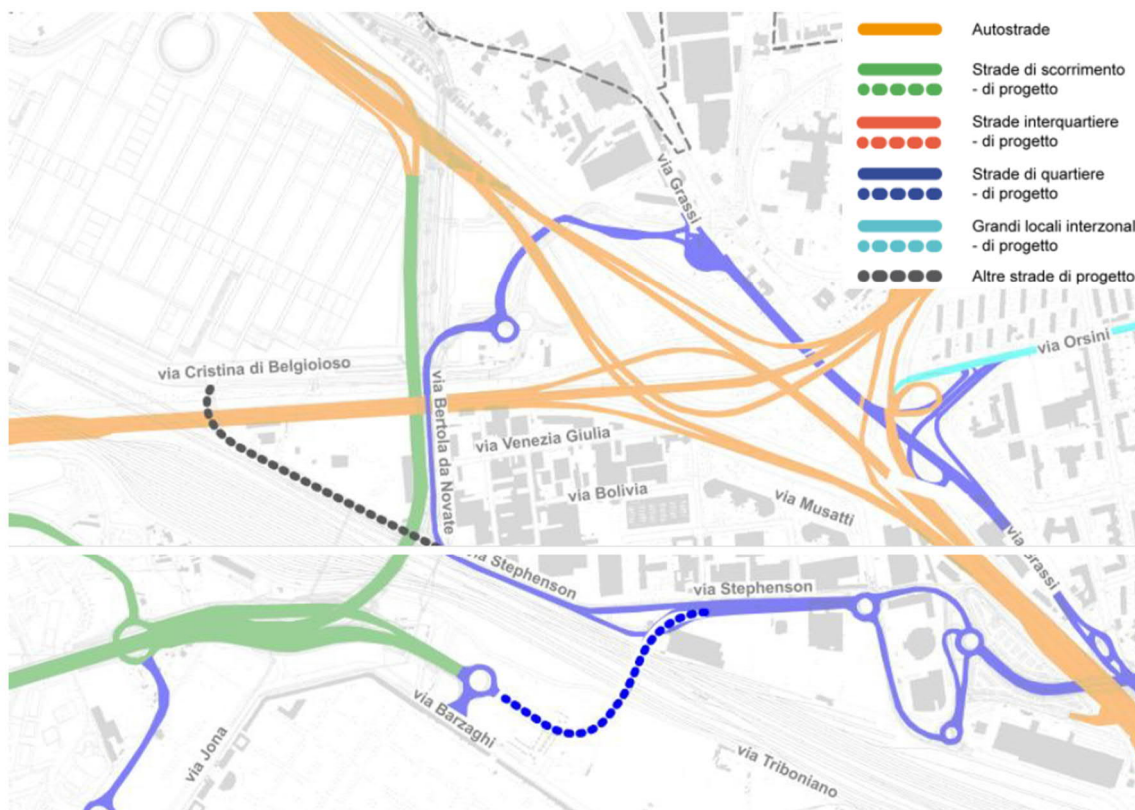 Autostrade
Strade di scorrimento
- di progetto
Strade interquartiere
- di progetto
Strade di quartiere
- di progetto
Grandi locali interzonal
- di progetto
Altre strade di progetto
via Grassi
via Orsini
via Cristina di Belgioioso
via Bertola da Novate
via Venezia Giulia
via Bolivia
via Musatti
via Grassi
via Stephenson
via Stephenson
via Barzaghi
via Jona
via Triboniano